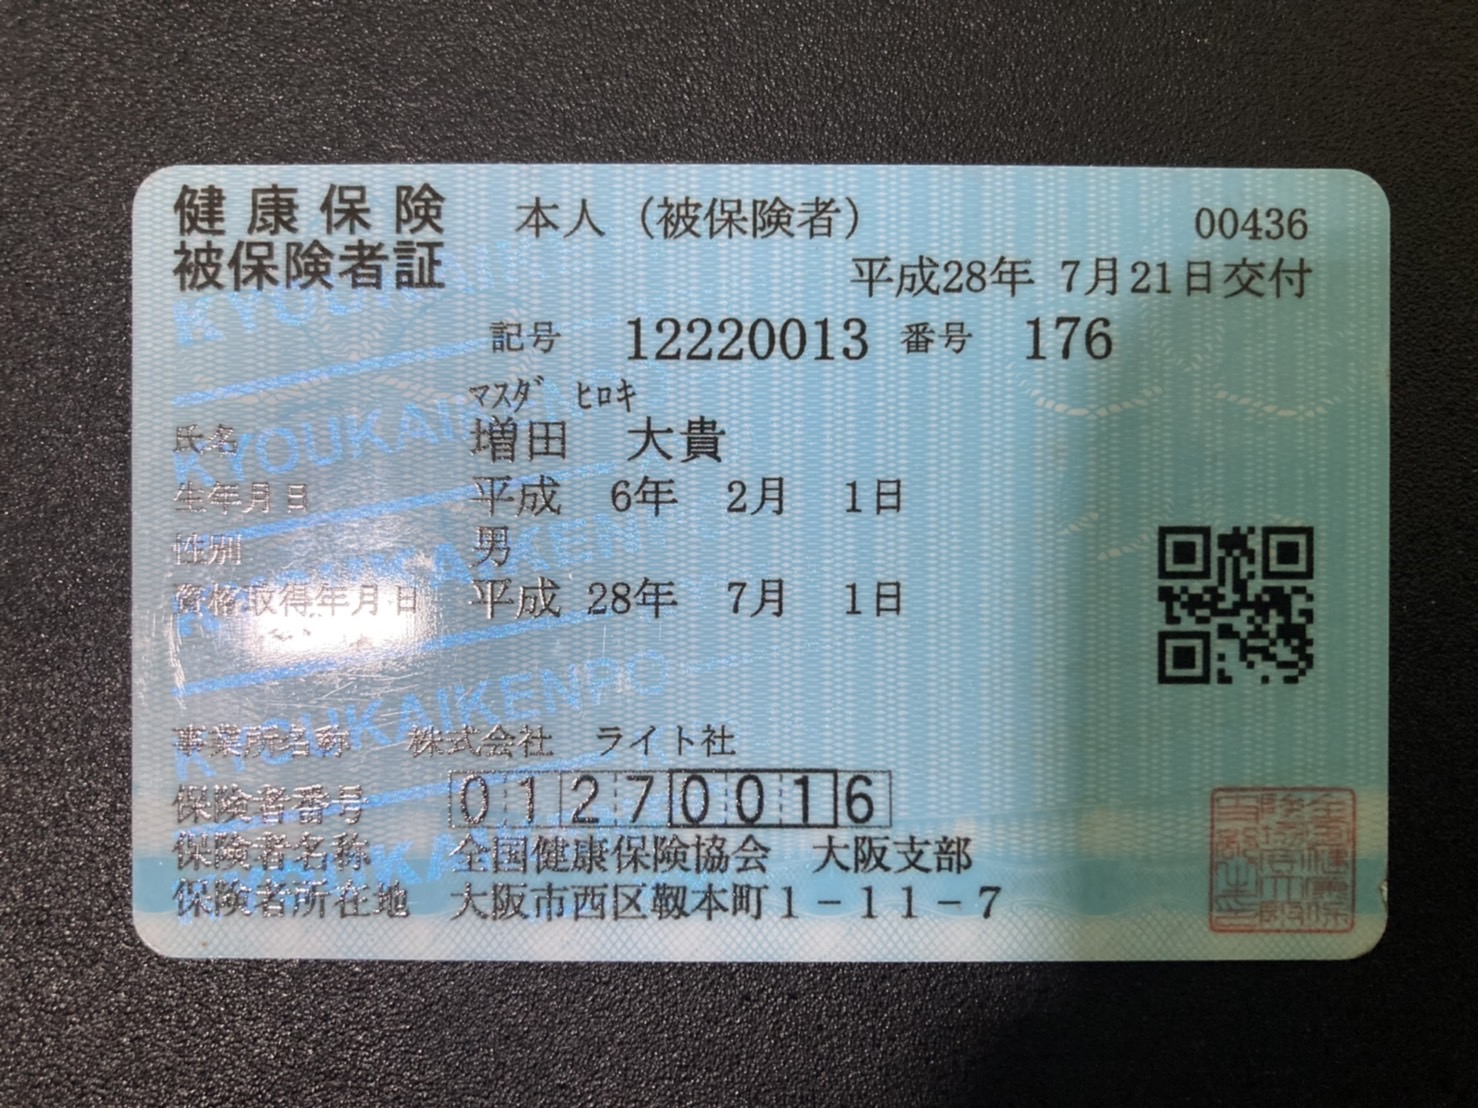 健康保険 本人（被保険者） 00436
被保険者証 平成28年 7月21日交付
記号 12220013 番号 176
マスダ ヒロキ
氏名 増田 大貴
生年月日 平成 6年 2月 1日
性別 男
資格取得年月日 平成 28年 7月 1日
事業所名称 株式会社 ライト社
保険者番号 01270016
保険者名称 全国健康保険協会 大阪支部
保険者所在地 大阪市西区靱本町1－11－7
KYOUKAIKENPO
KYOUKAIKENPO